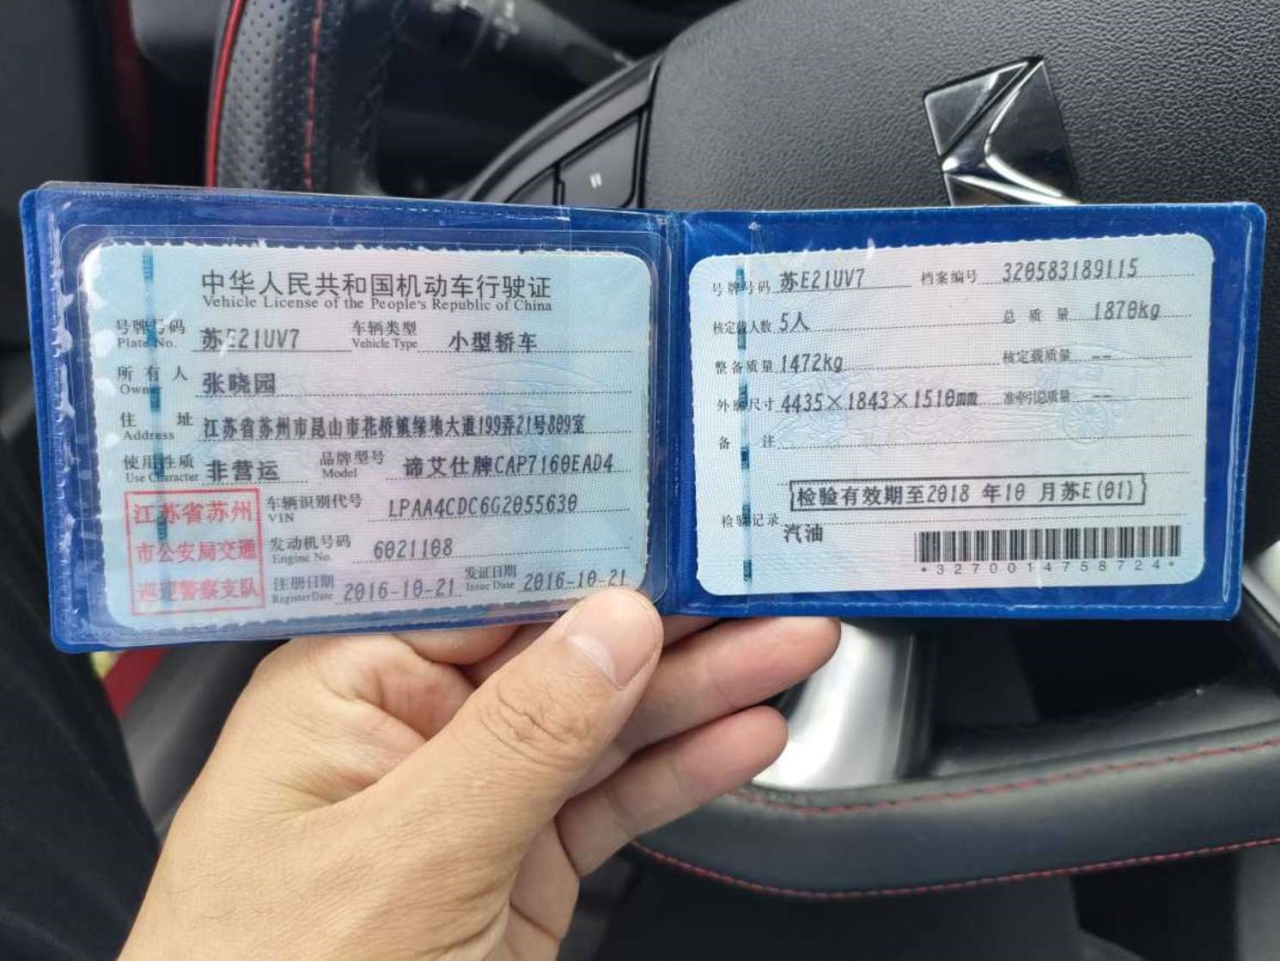 中华人民共和国机动车行驶证
Vehicle License of the People's Republic of China
号牌号码 苏E21UV7 车辆类型 小型轿车
Plate No. Vehicle Type
所有人 张晓园
Owner
住址 江苏省苏州市昆山市花桥镇绿地大道199弄21号809室
Address
使用性质 非营运 品牌型号 谛艾仕牌CAP7160EAD4
Use Character Model
江苏省苏州
市公安局交通
巡逻警察支队
车辆识别代号 LPAA4CDC6G2055630
VIN
发动机号码 6021108
Engine No.
注册日期 2016-10-21 发证日期 2016-10-21
Register Date Issue Date
号牌号码 苏E21UV7 档案编号 320583189115
核定载人数 5人 总质量 1870kg
整备质量 1472kg 核定载质量 --
外廓尺寸 4435×1843×1510mm 准牵引总质量 --
备注
检验有效期至2018 年10 月苏E(01)
检验记录
汽油
*3270014758724*